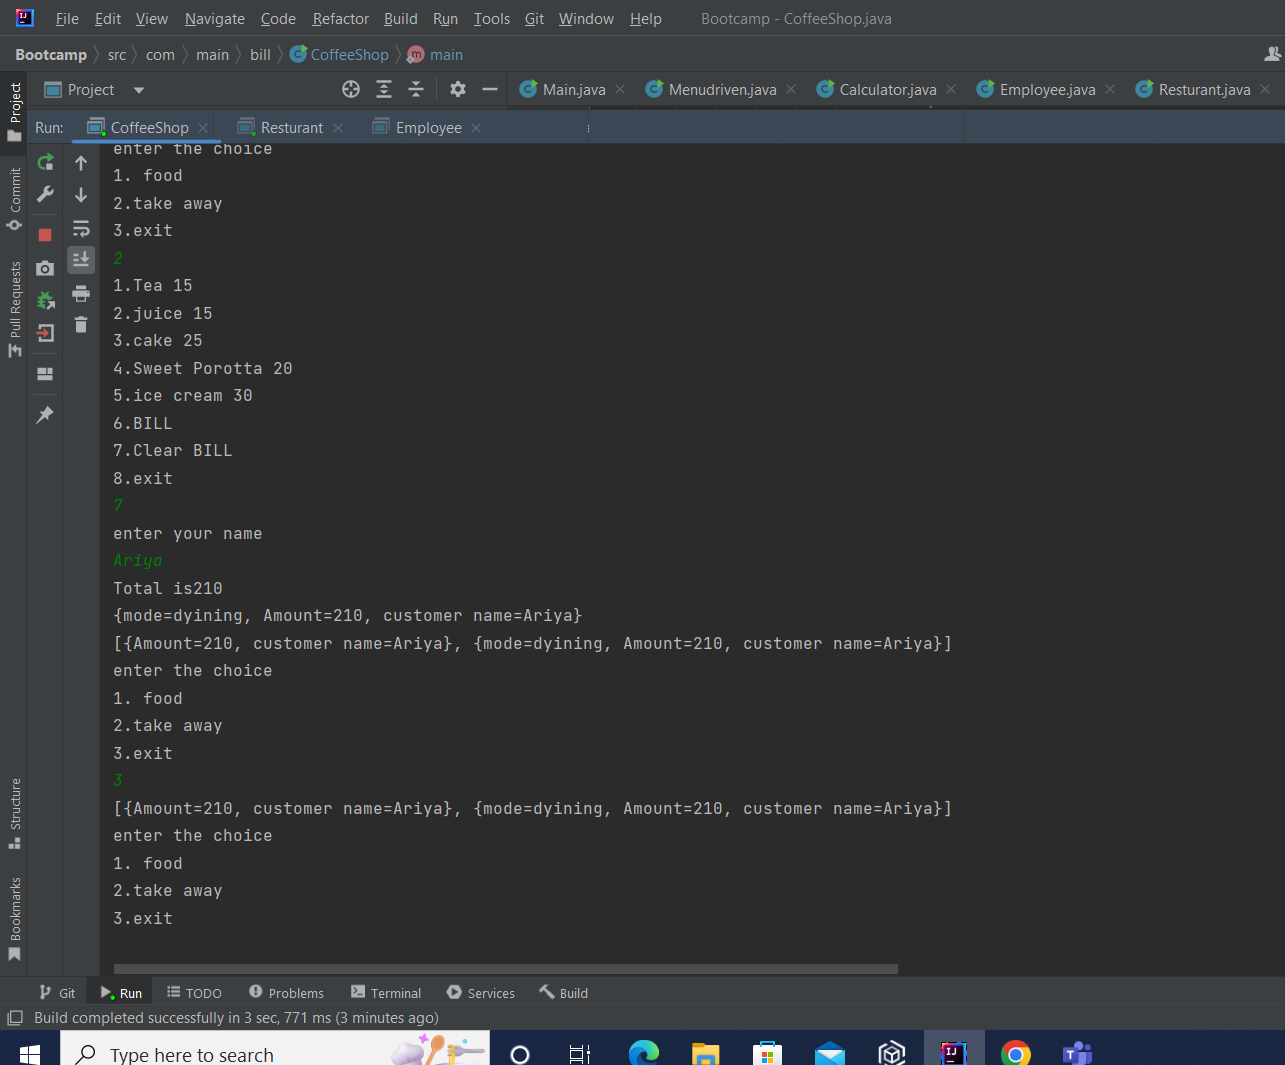 File Edit View Navigate Code Refactor Build Run Tools Git Window Help Bootcamp - CoffeeShop.java
Bootcamp src com main bill CoffeeShop main
Project Main.java Menudriven.java Calculator.java Employee.java Resturant.java
Run: CoffeeShop Resturant Employee
Project
Commit
Pull Requests
Structure
Bookmarks
enter the choice
1. food
2.take away
3.exit
2
1.Tea 15
2.juice 15
3.cake 25
4.Sweet Porotta 20
5.ice cream 30
6.BILL
7.Clear BILL
8.exit
7
enter your name
Ariya
Total is210
{mode=dyining, Amount=210, customer name=Ariya}
[{Amount=210, customer name=Ariya}, {mode=dyining, Amount=210, customer name=Ariya}]
enter the choice
1. food
2.take away
3.exit
3
[{Amount=210, customer name=Ariya}, {mode=dyining, Amount=210, customer name=Ariya}]
enter the choice
1. food
2.take away
3.exit
Git Run TODO Problems Terminal Services Build
Build completed successfully in 3 sec, 771 ms (3 minutes ago)
Type here to search